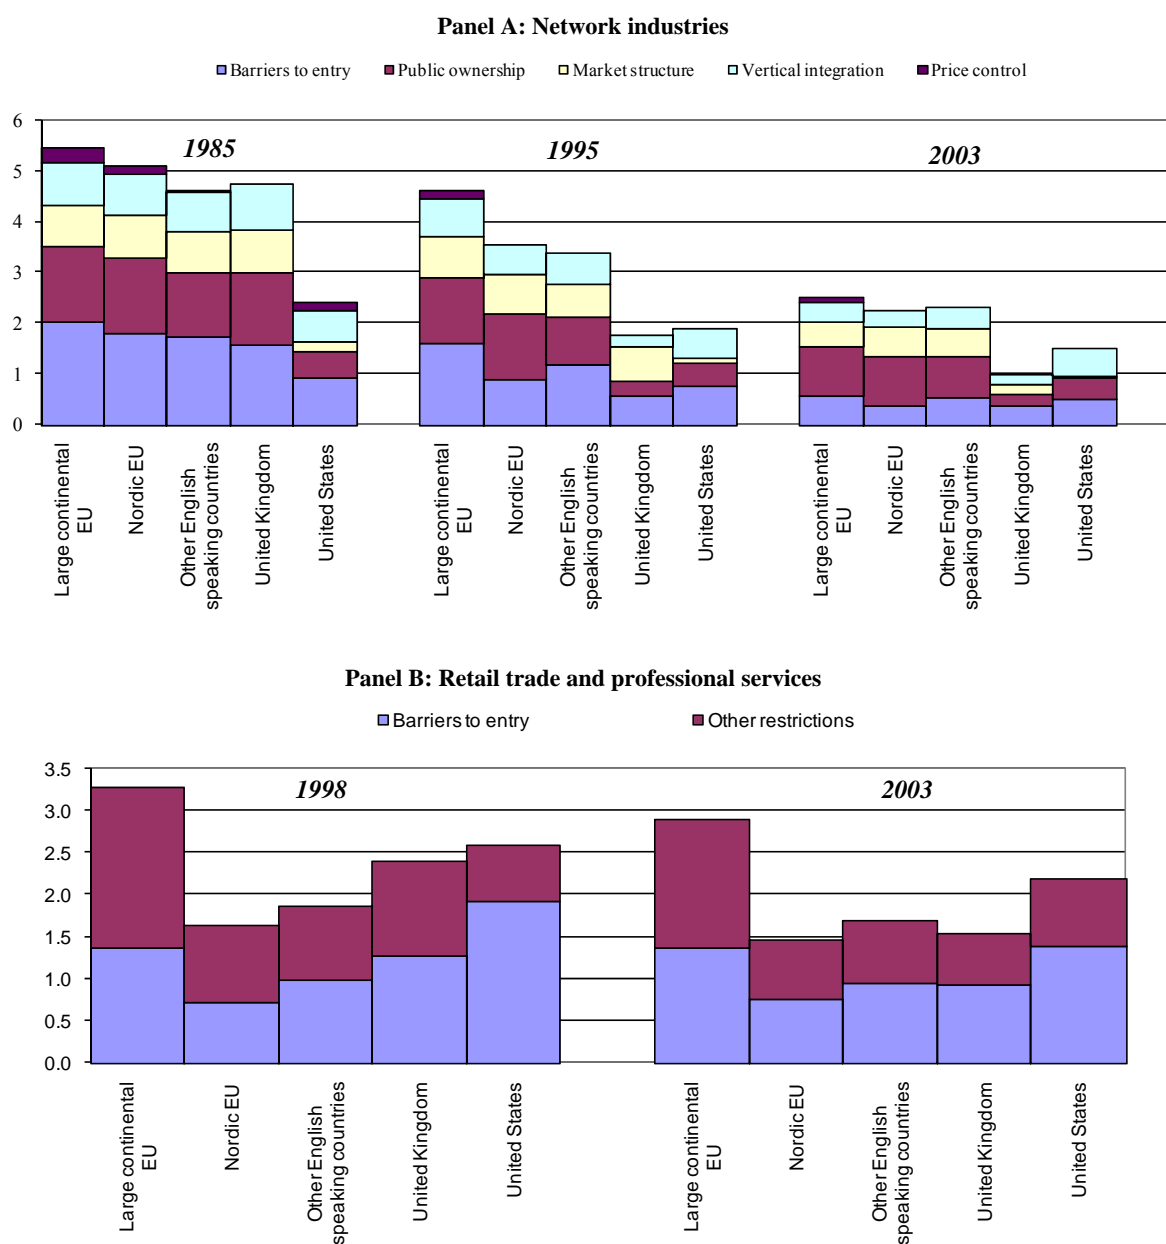 Panel A: Network industries
Barriers to entry Public ownership Market structure Vertical integration Price control
6
5
4
3
2
1
0
1985 1995 2003
Large continental
EU
Nordic EU
Other English
speaking countries
United Kingdom
United States
Large continental
EU
Nordic EU
Other English
speaking countries
United Kingdom
United States
Large continental
EU
Nordic EU
Other English
speaking countries
United Kingdom
United States
Panel B: Retail trade and professional services
Barriers to entry Other restrictions
3.5
3.0
2.5
2.0
1.5
1.0
0.5
0.0
1998 2003
Large continental
EU
Nordic EU
Other English
speaking countries
United Kingdom
United States
Large continental
EU
Nordic EU
Other English
speaking countries
United Kingdom
United States